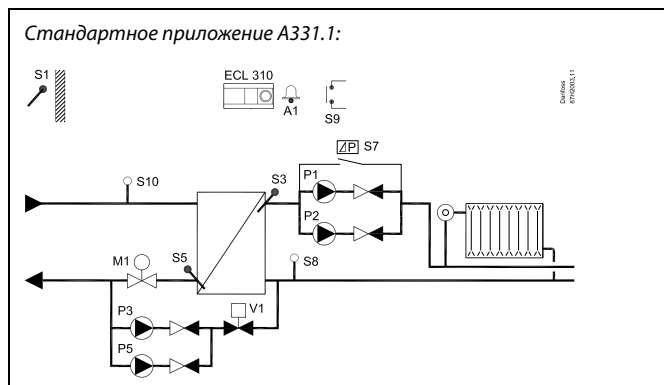 Стандартное приложение A331.1:
S1
ECL 310
A1
S9
Danfoss
87H2003.11
⊿P S7
S10
S3
P1
P2
M1
S5
S8
P3
V1
P5